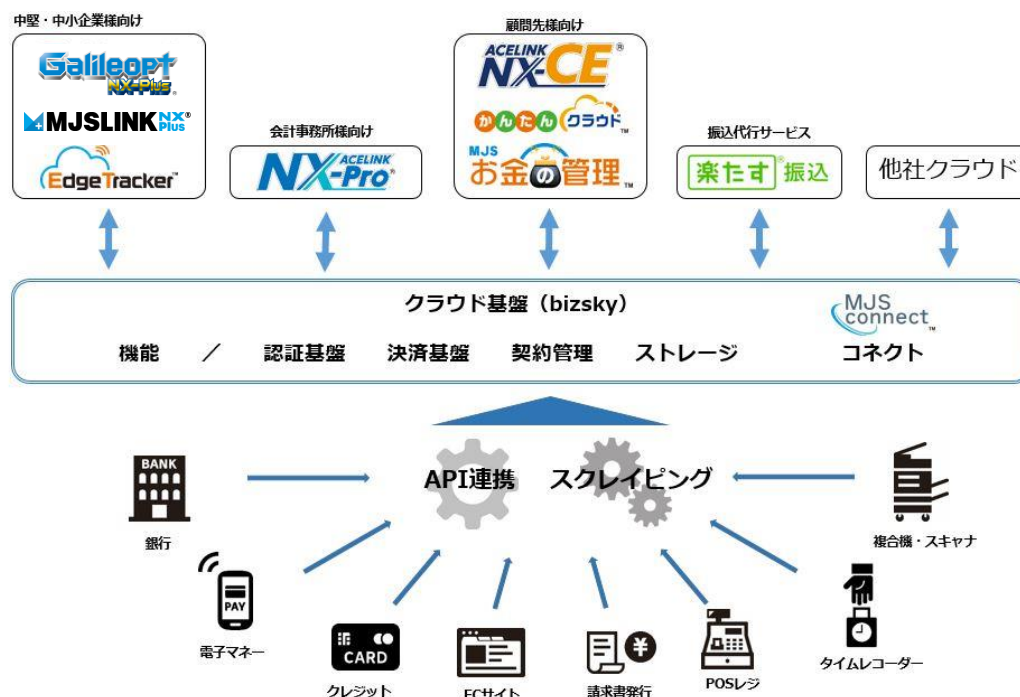 中堅・中小企業様向け
Galileopt
NX-Plus®
MJSLINK NX Plus®
EdgeTracker™
会計事務所様向け
NX-Pro ACELINK®
顧問先様向け
ACELINK
NX-CE®
かんたんクラウド™
MJS
お金の管理™
振込代行サービス
楽たす®振込
他社クラウド
クラウド基盤(bizsky)
MJS
connect™
機能 / 認証基盤 決済基盤 契約管理 ストレージ コネクト
API連携 スクレイピング
BANK
銀行
PAY
電子マネー
CARD
クレジット
ECサイト
¥
請求書発行
POSレジ
タイムレコーダー
複合機・スキャナ